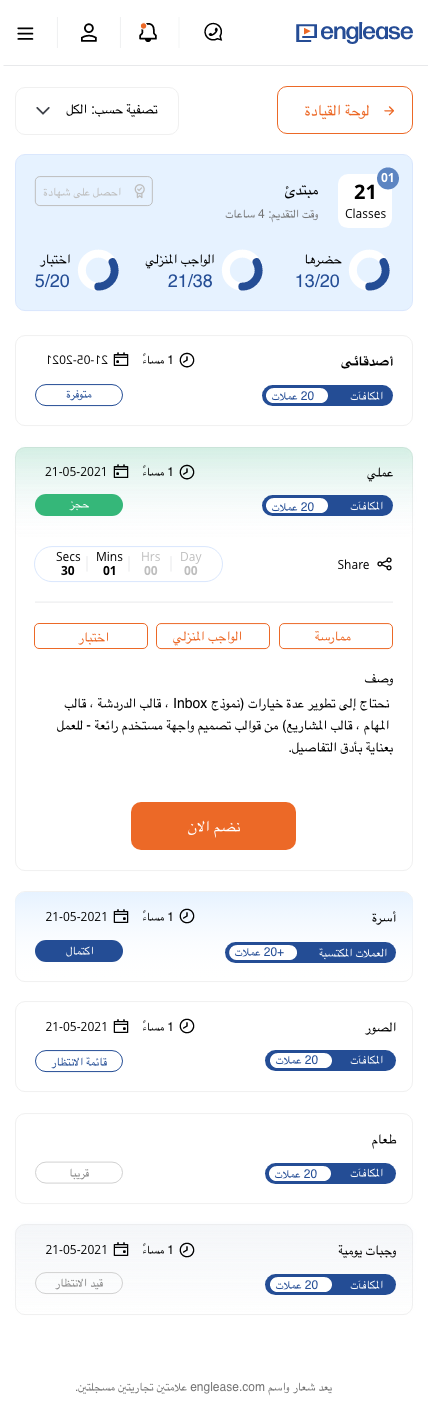 englease
لوحة القيادة
تصفية حسب: الكل
01
21
Classes
مبتدئ
وقت التقديم: 4 ساعات
احصل على شهادة
حضرها
13/20
الواجب المنزلي
21/38
اختبار
5/20
أصدقائى
1 مساءً
21-05-2021
المكافآت
20 عملات
متوفرة
عملي
1 مساءً
21-05-2021
المكافآت
20 عملات
حجز
Share
Day Hrs Mins Secs
00 00 01 30
ممارسة
الواجب المنزلي
اختبار
وصف
نحتاج إلى تطوير عدة خيارات (نموذج Inbox ، قالب الدردشة ، قالب
المهام ، قالب المشاريع) من قوالب تصميم واجهة مستخدم رائعة - للعمل
بعناية بأدق التفاصيل.
نضم الان
أسرة
1 مساءً
21-05-2021
العملات المكتسبة
+20 عملات
اكتمال
الصور
1 مساءً
21-05-2021
المكافآت
20 عملات
قائمة الانتظار
طعام
المكافآت
20 عملات
قريبا
وجبات يومية
1 مساءً
21-05-2021
المكافآت
20 عملات
قيد الانتظار
يعد شعار واسم englease.com علامتين تجاريتين مسجلتين.